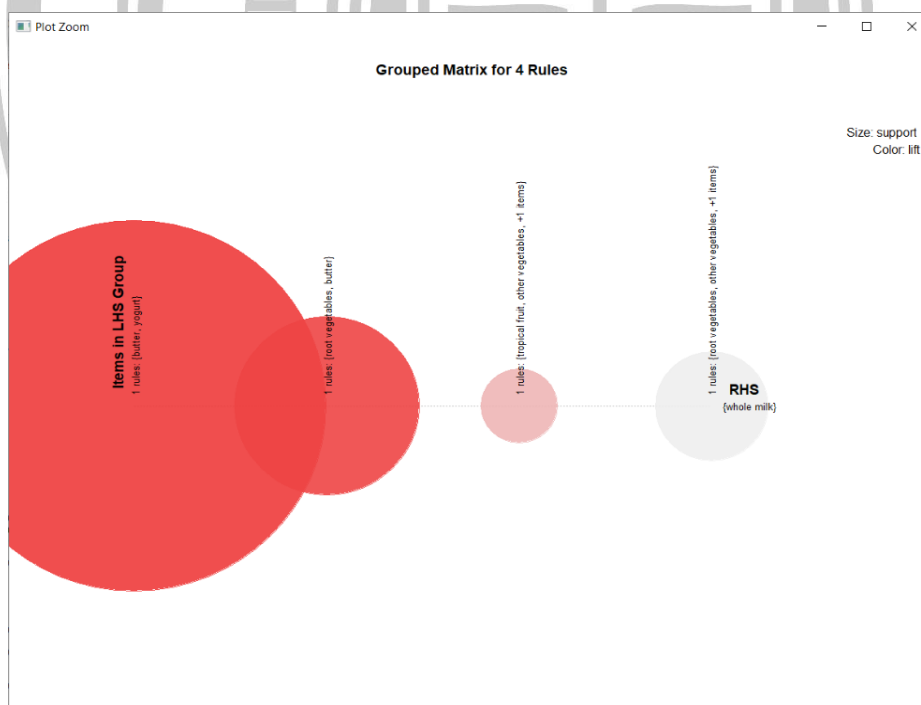 Plot Zoom
Grouped Matrix for 4 Rules
Size: support
Color: lift
Items in LHS Group
1 rules: {butter, yogurt}
1 rules: {root vegetables, butter}
1 rules: {tropical fruit, other vegetables, +1 items}
1 rules: {root vegetables, other vegetables, +1 items}
RHS
{whole milk}